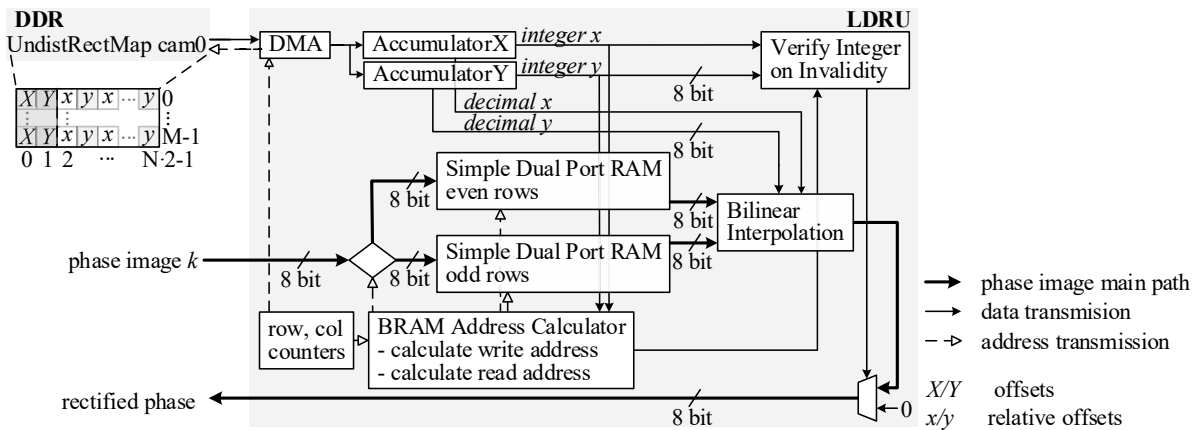 DDR
LDRU
UndistRectMap cam0
DMA
AccumulatorX
integer x
AccumulatorY
integer y
Verify Integer
on Invalidity
8 bit
decimal x
decimal y
8 bit
X Y x y x ... y 0
X Y x y x ... y M-1
0 1 2 ... N·2-1
Simple Dual Port RAM
even rows
8 bit
8 bit
Bilinear
Interpolation
Simple Dual Port RAM
odd rows
phase image k
8 bit
8 bit
8 bit
phase image main path
data transmision
address transmission
row, col
counters
BRAM Address Calculator
- calculate write address
- calculate read address
rectified phase
8 bit
0
X/Y offsets
x/y relative offsets